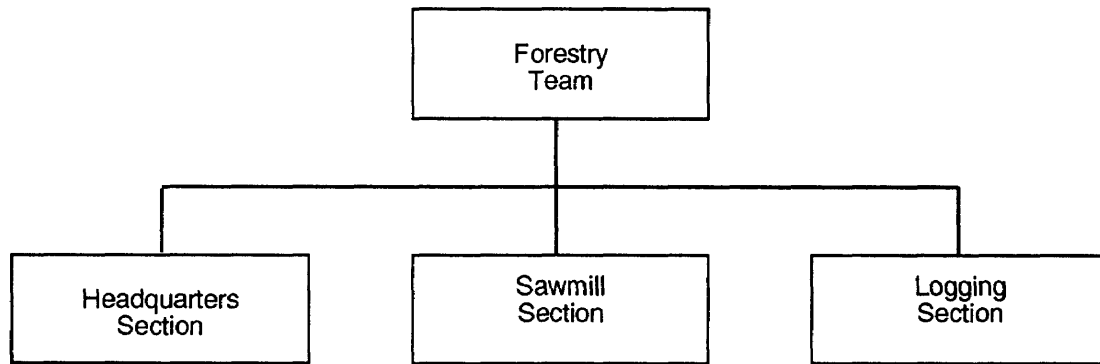 Forestry
Team
Headquarters
Section
Sawmill
Section
Logging
Section